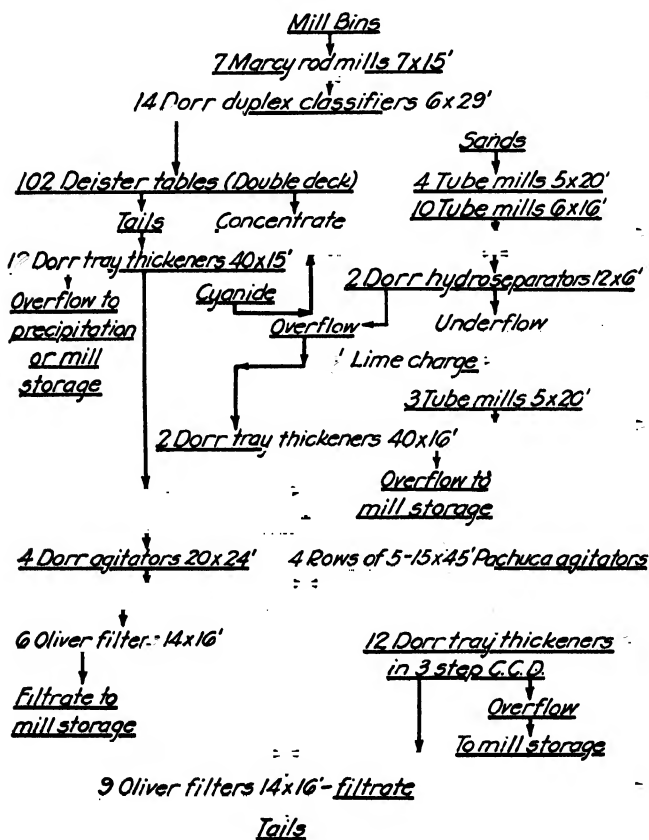 Mill Bins
7 Marcy rod mills 7x15'
14 Dorr duplex classifiers 6x29'
Sands
102 Deister tables (Double deck)
4 Tube mills 5x20'
10 Tube mills 6x16'
Tails
Concentrate
Dorr tray thickeners 40x15'
Cyanide
2 Dorr hydroseparators 12x6'
Overflow to
precipitation
or mill
storage
Overflow
Underflow
Lime charge
3 Tube mills 5x20'
2 Dorr tray thickeners 40x16'
Overflow to
mill storage
4 Dorr agitators 20x24'
4 Rows of 5-15x45' Pachuca agitators
6 Oliver filter 14x16'
12 Dorr tray thickeners
in 3 step C.C.D.
Filtrate to
mill storage
Overflow
To mill storage
9 Oliver filters 14x16'-filtrate
Tails